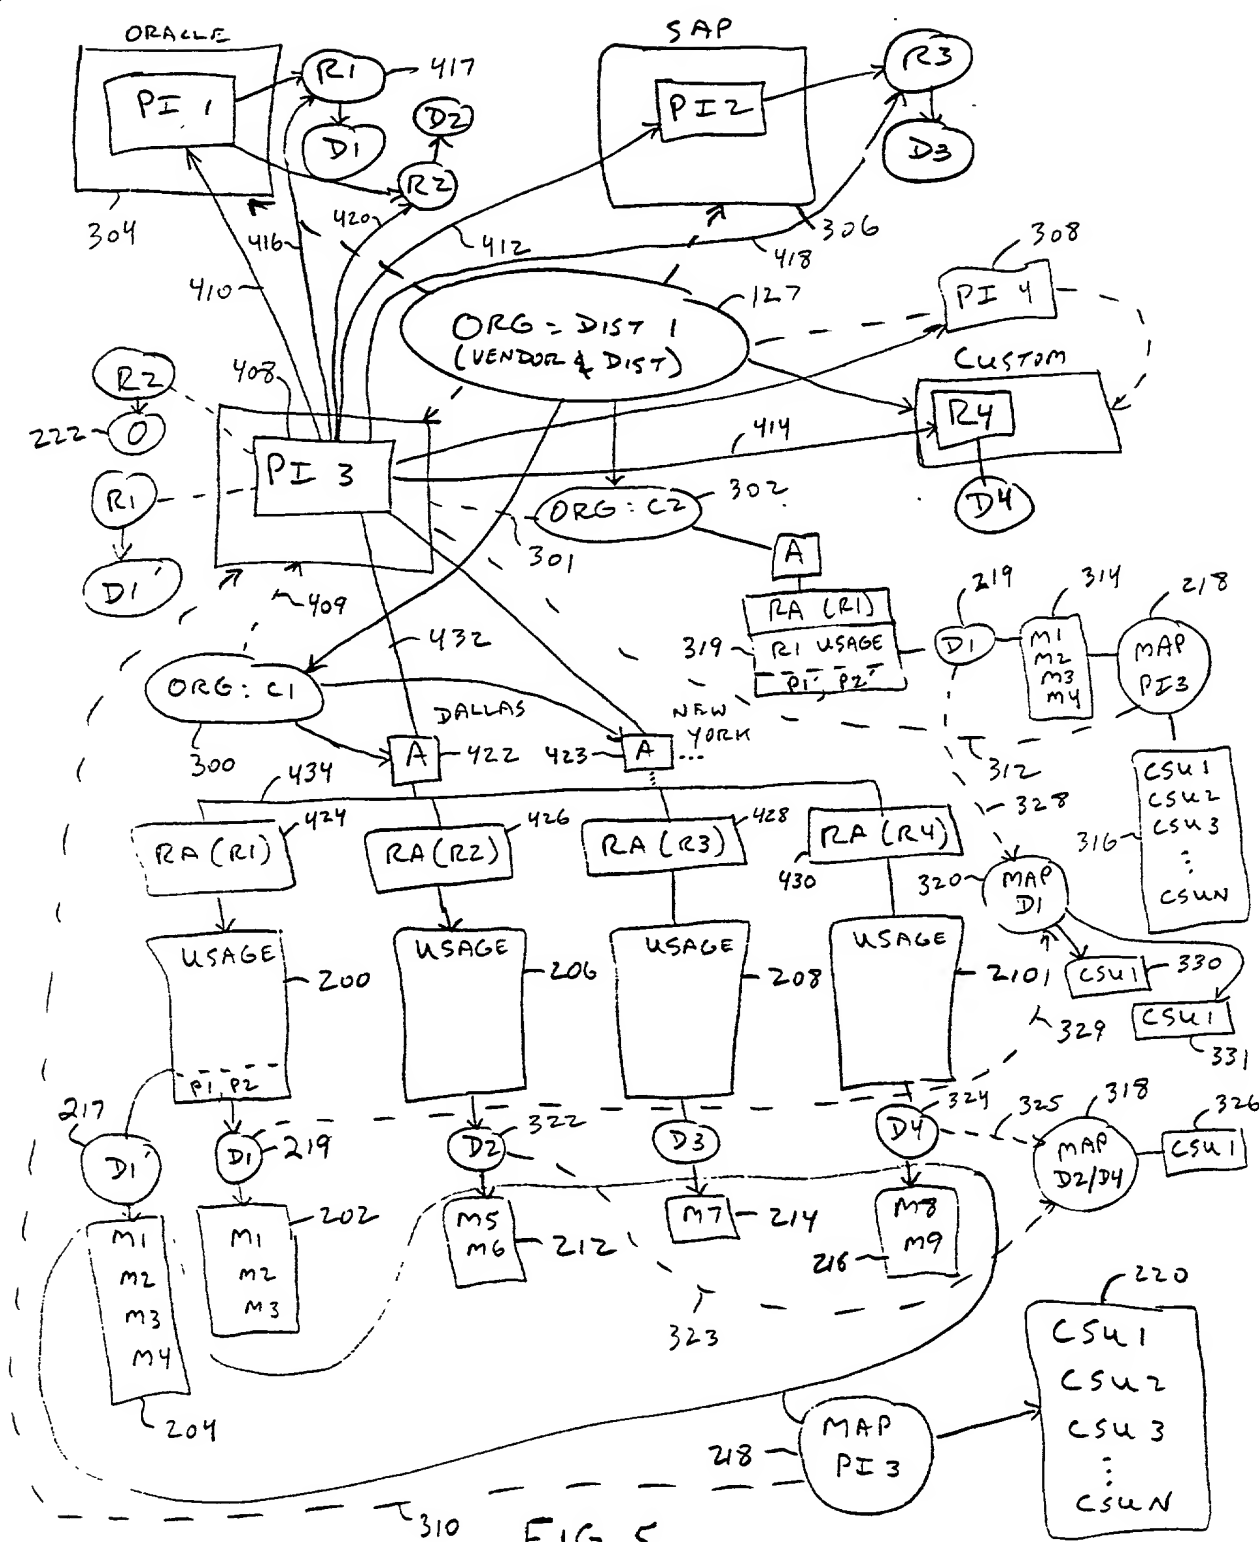 ORACLE
SAP
PI 1
R1
417
D1
D2
R2
PI 2
R3
D3
304
416
420
412
410
418
306
308
PI 4
127
ORG = DIST 1
(VENDOR & DIST)
CUSTOM
R4
D4
414
R2
222
O
R1
D1'
408
PI 3
409
301
ORG: C2
302
A
RA (R1)
R1 USAGE
P1', P2'
319
219
D1
314
M1
M2
M3
M4
218
MAP
PI3
432
ORG: C1
300
DALLAS
A
422
423
A
...
NEW
YORK
312
328
316
CSU1
CSU2
CSU3
⋮
CSUN
434
RA (R1)
424
RA (R2)
426
RA (R3)
428
RA (R4)
430
320
MAP
D1
CSU1
330
CSU1
331
329
USAGE
200
P1, P2
USAGE
206
USAGE
208
USAGE
210
217
D1'
D1
219
D2
322
D3
D4
324
325
318
MAP
D2/D4
326
CSU1
M1
M2
M3
M4
204
202
M1
M2
M3
M5
M6
212
M7
214
M8
M9
216
323
220
CSU1
CSU2
CSU3
⋮
CSUN
218
MAP
PI3
310
FIG 5